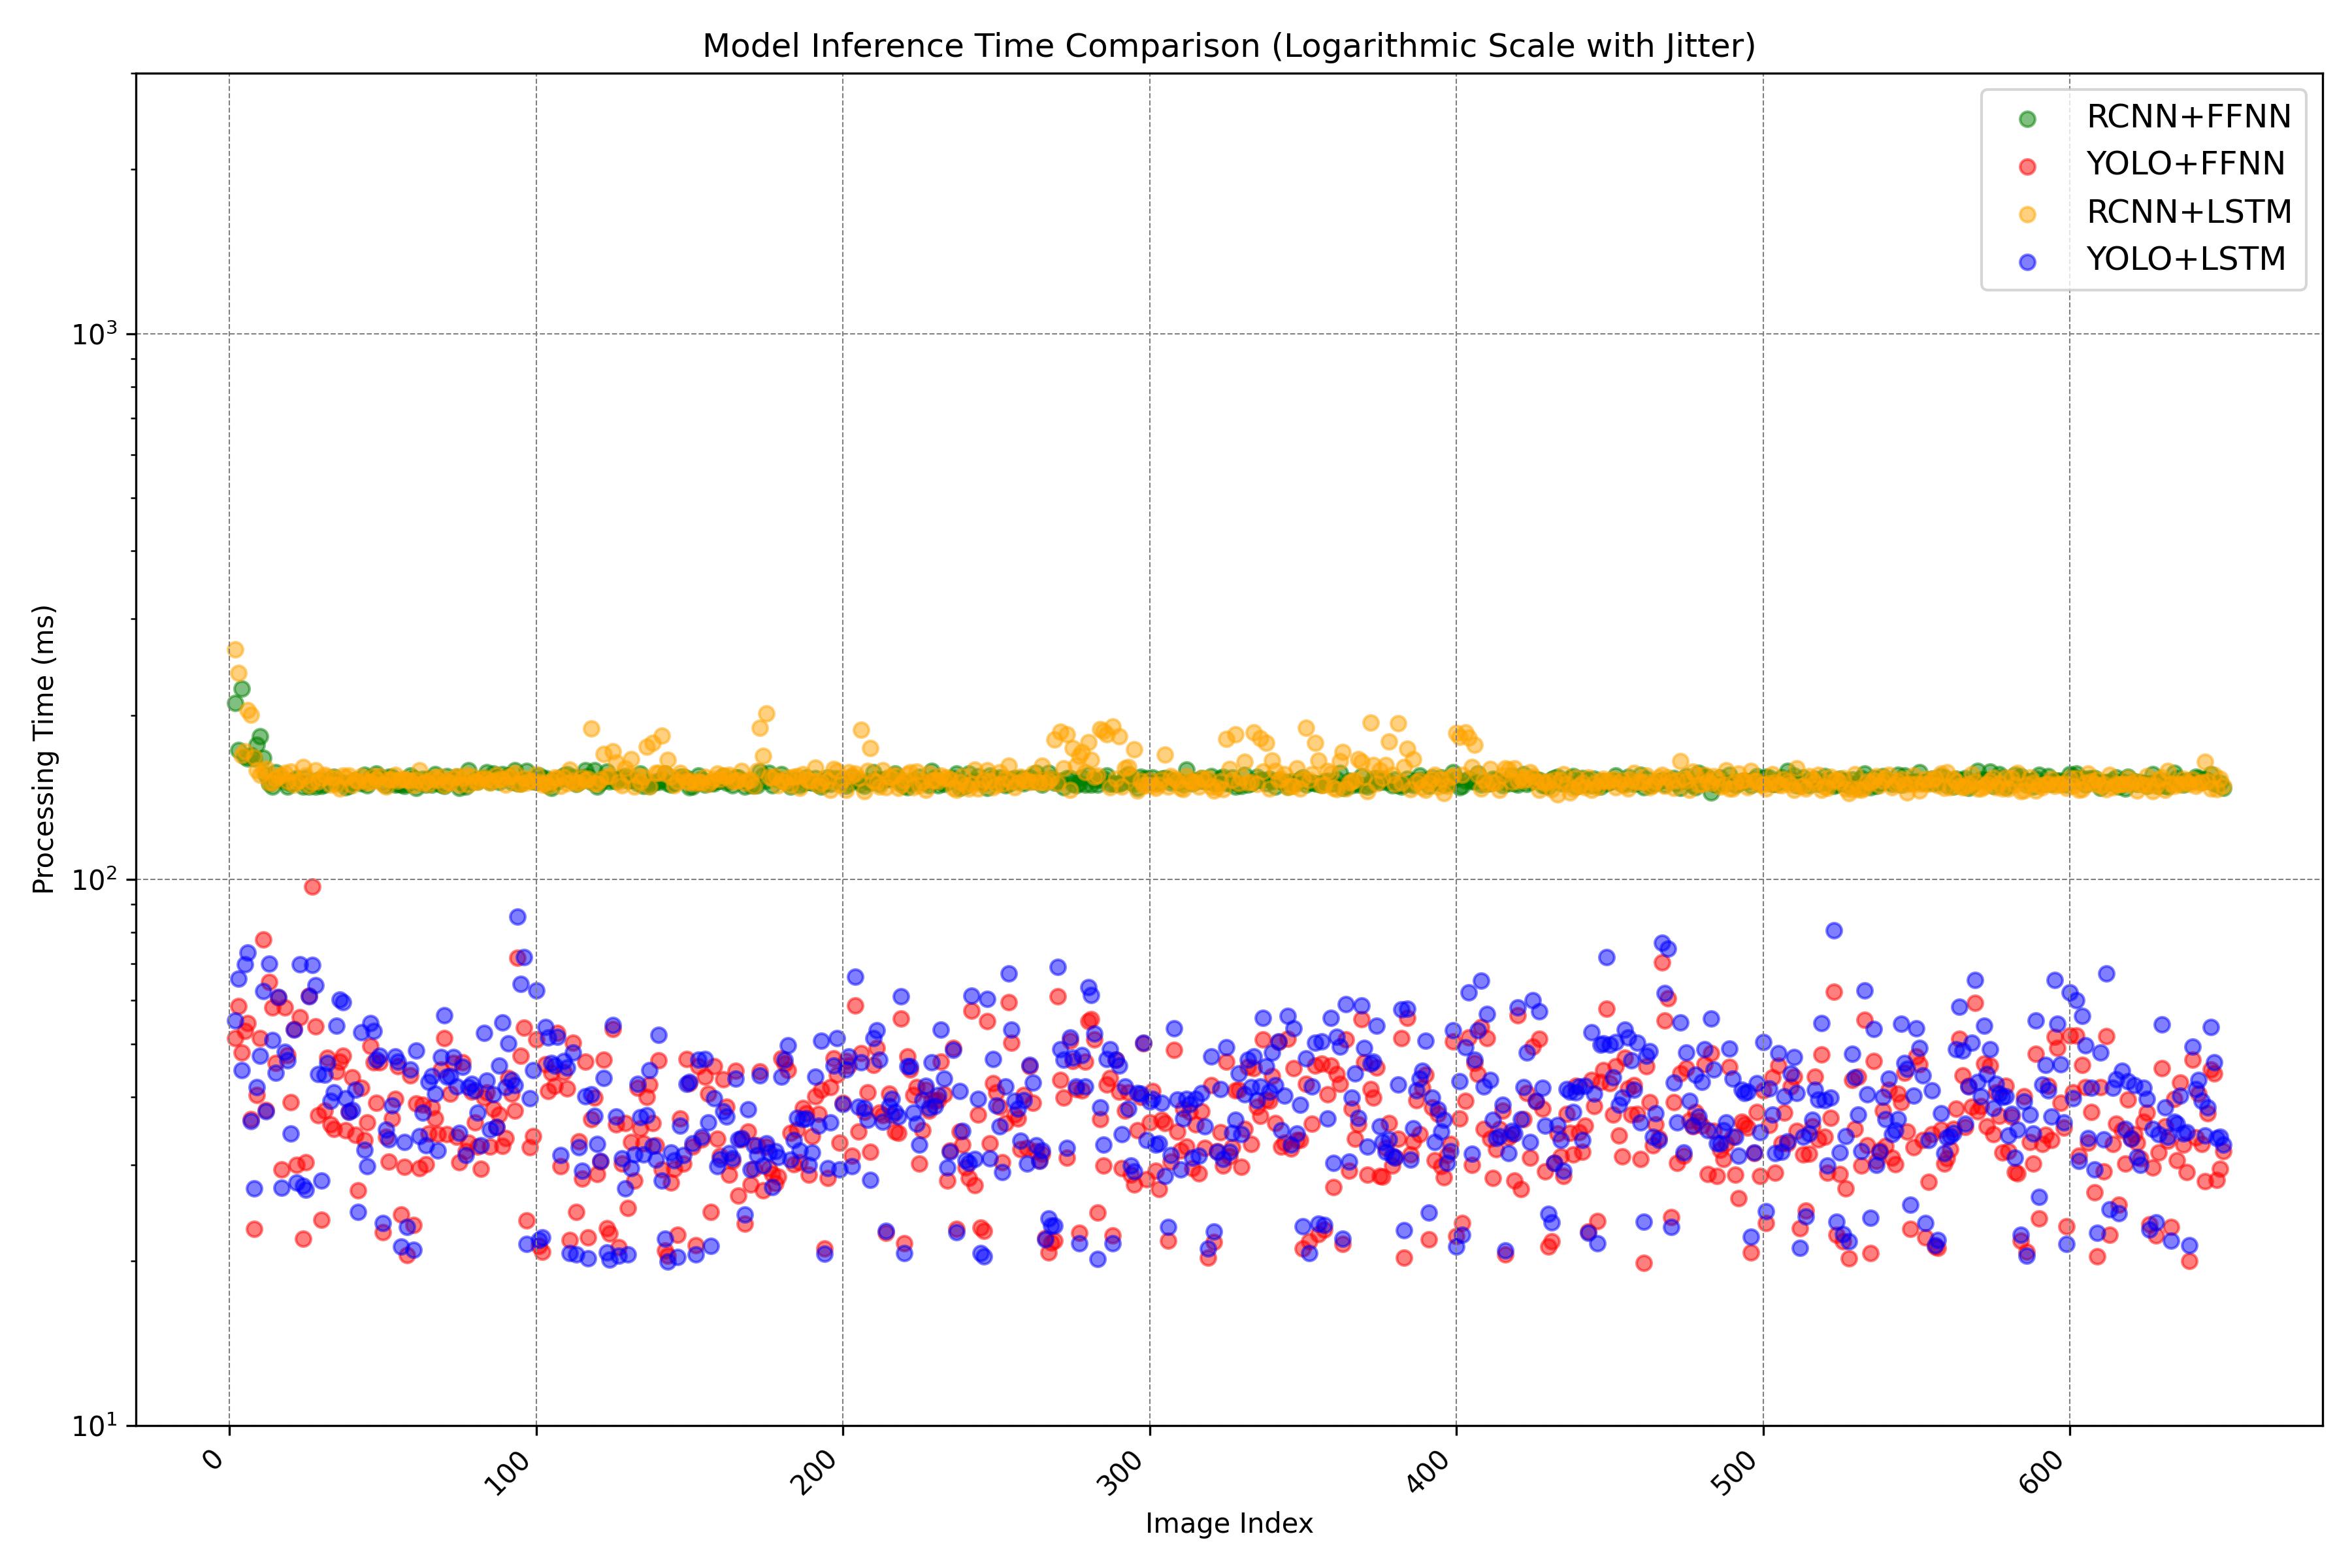 Model Inference Time Comparison (Logarithmic Scale with Jitter)
RCNN+FFNN
YOLO+FFNN
RCNN+LSTM
YOLO+LSTM
Processing Time (ms)
10³
10²
10¹
0
100
200
300
400
500
600
Image Index